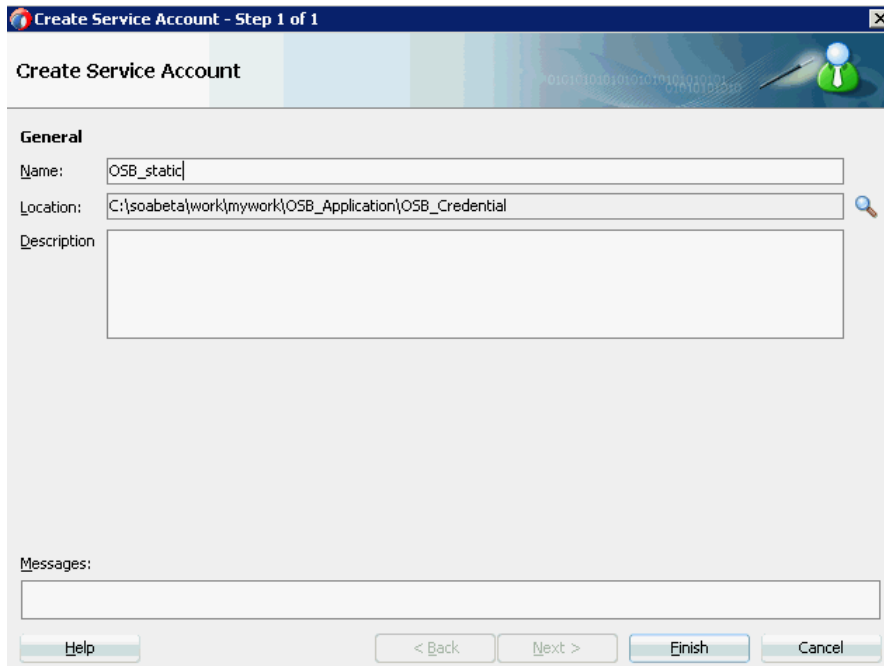 Create Service Account - Step 1 of 1
Create Service Account
General
Name: OSB_static
Location: C:\soabeta\work\mywork\OSB_Application\OSB_Credential
Description
Messages:
Help < Back Next > Finish Cancel